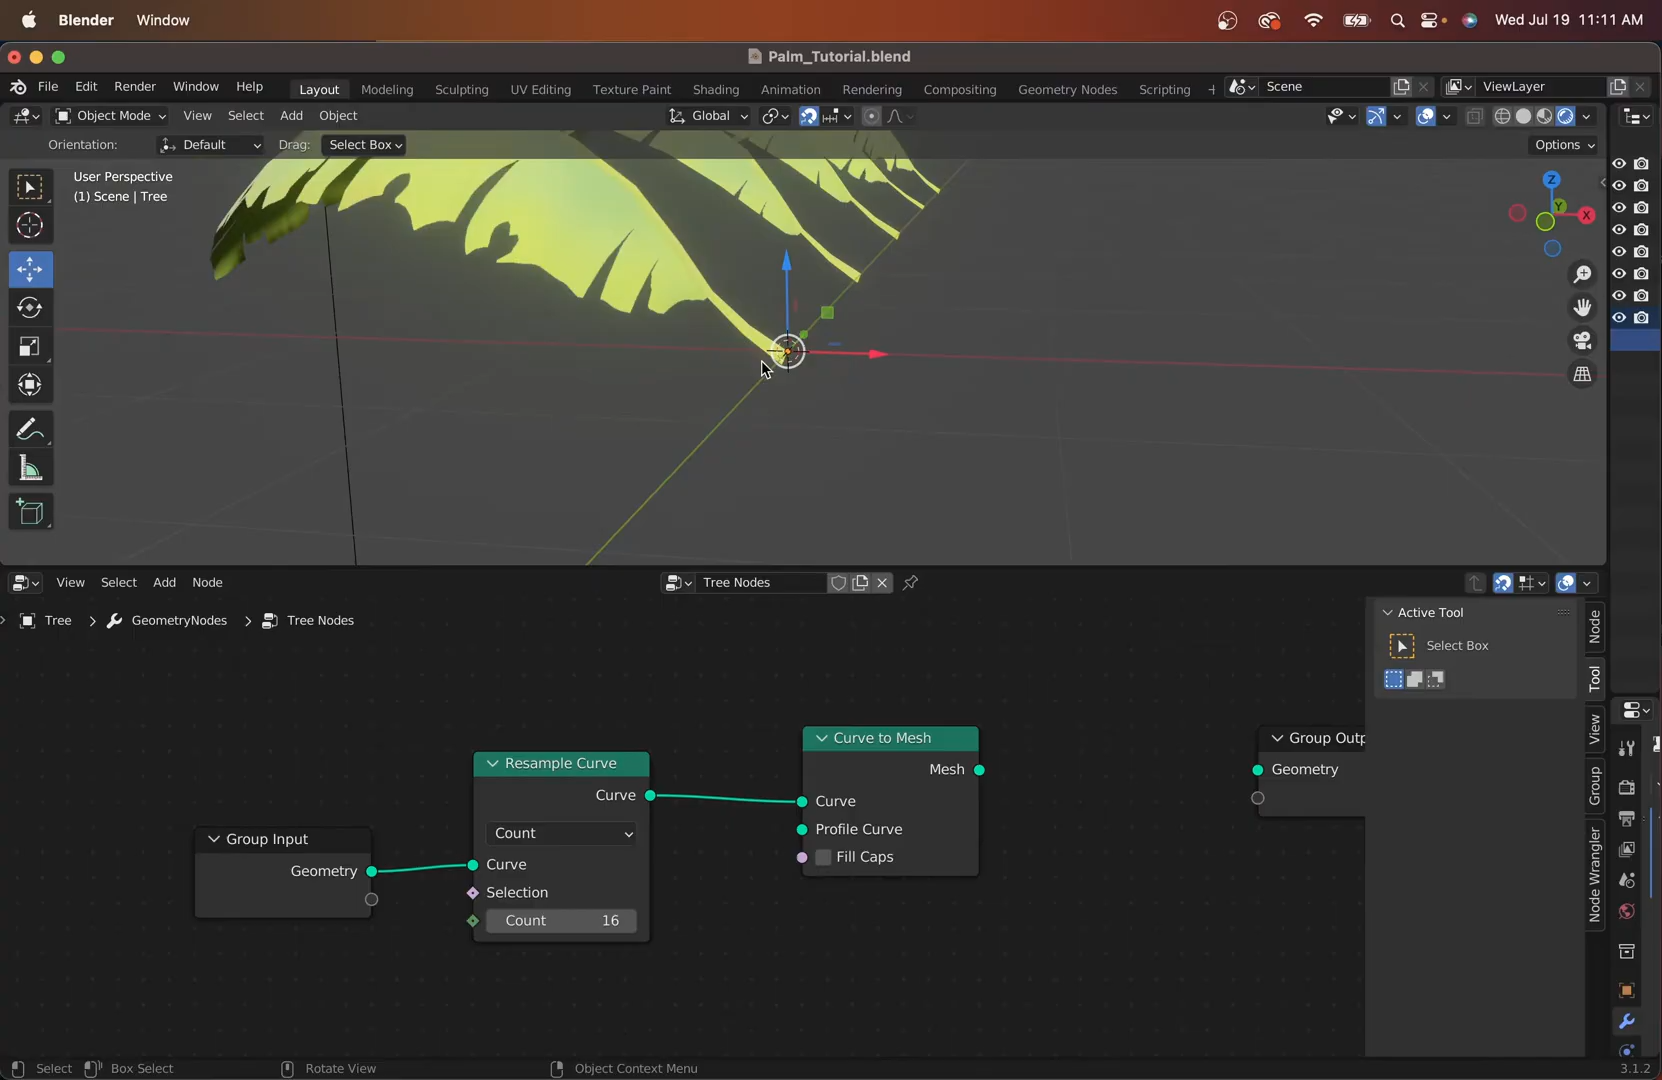 Blender Window Wed Jul 19 11:11 AM
Palm_Tutorial.blend
File Edit Render Window Help Layout Modeling Sculpting UV Editing Texture Paint Shading Animation Rendering Compositing Geometry Nodes Scripting + Scene ViewLayer
Object Mode View Select Add Object Global
Orientation: Default Drag: Select Box Options
User Perspective
(1) Scene | Tree
Z
Y
X
View Select Add Node Tree Nodes
Tree > GeometryNodes > Tree Nodes
Active Tool
Select Box
Node
Tool
View
Group
Node Wrangler
Curve to Mesh
Mesh
Curve
Profile Curve
Fill Caps
Group Outp
Geometry
Resample Curve
Curve
Count
Curve
Selection
Count 16
Group Input
Geometry
Select Box Select Rotate View Object Context Menu 3.1.2